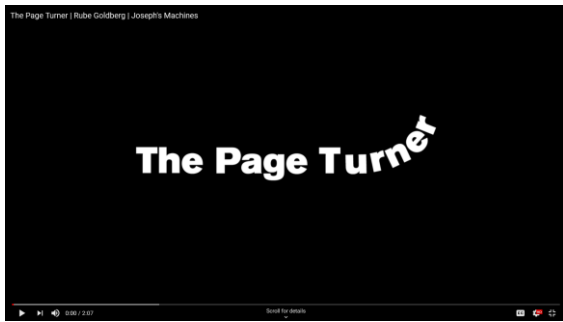 The Page Turner | Rube Goldberg | Joseph's Machines
The Page Turner
0:00 / 2:07
Scroll for details